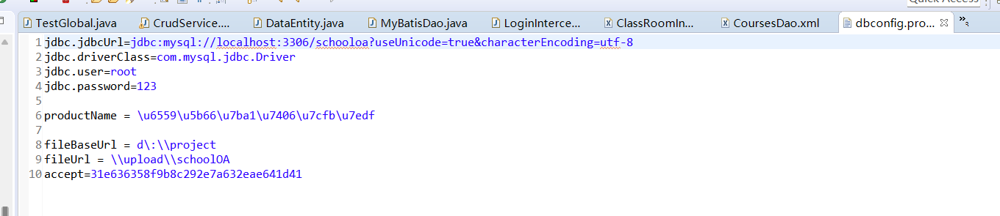 Quick Access
TestGlobal.java CrudService.... DataEntity.java MyBatisDao.java LoginInterce... ClassRoomIn... CoursesDao.xml dbconfig.pro...
1 jdbc.jdbcUrl=jdbc:mysql://localhost:3306/schooloa?useUnicode=true&characterEncoding=utf-8
2 jdbc.driverClass=com.mysql.jdbc.Driver
3 jdbc.user=root
4 jdbc.password=123
5
6 productName = \u6559\u5b66\u7ba1\u7406\u7cfb\u7edf
7
8 fileBaseUrl = d\:\\project
9 fileUrl = \\upload\\schoolOA
10 accept=31e636358f9b8c292e7a632eae641d41